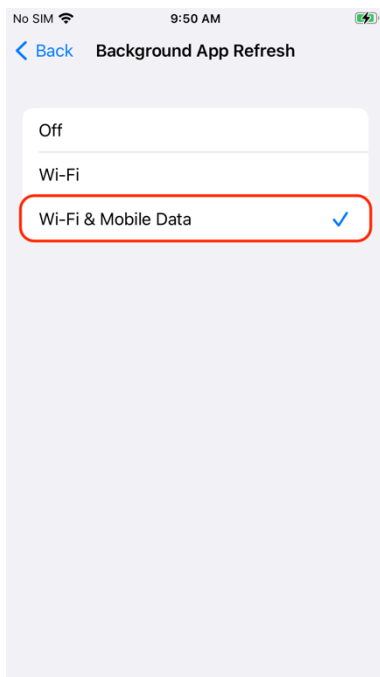 No SIM 9:50 AM
Back Background App Refresh
Off
Wi-Fi
Wi-Fi & Mobile Data